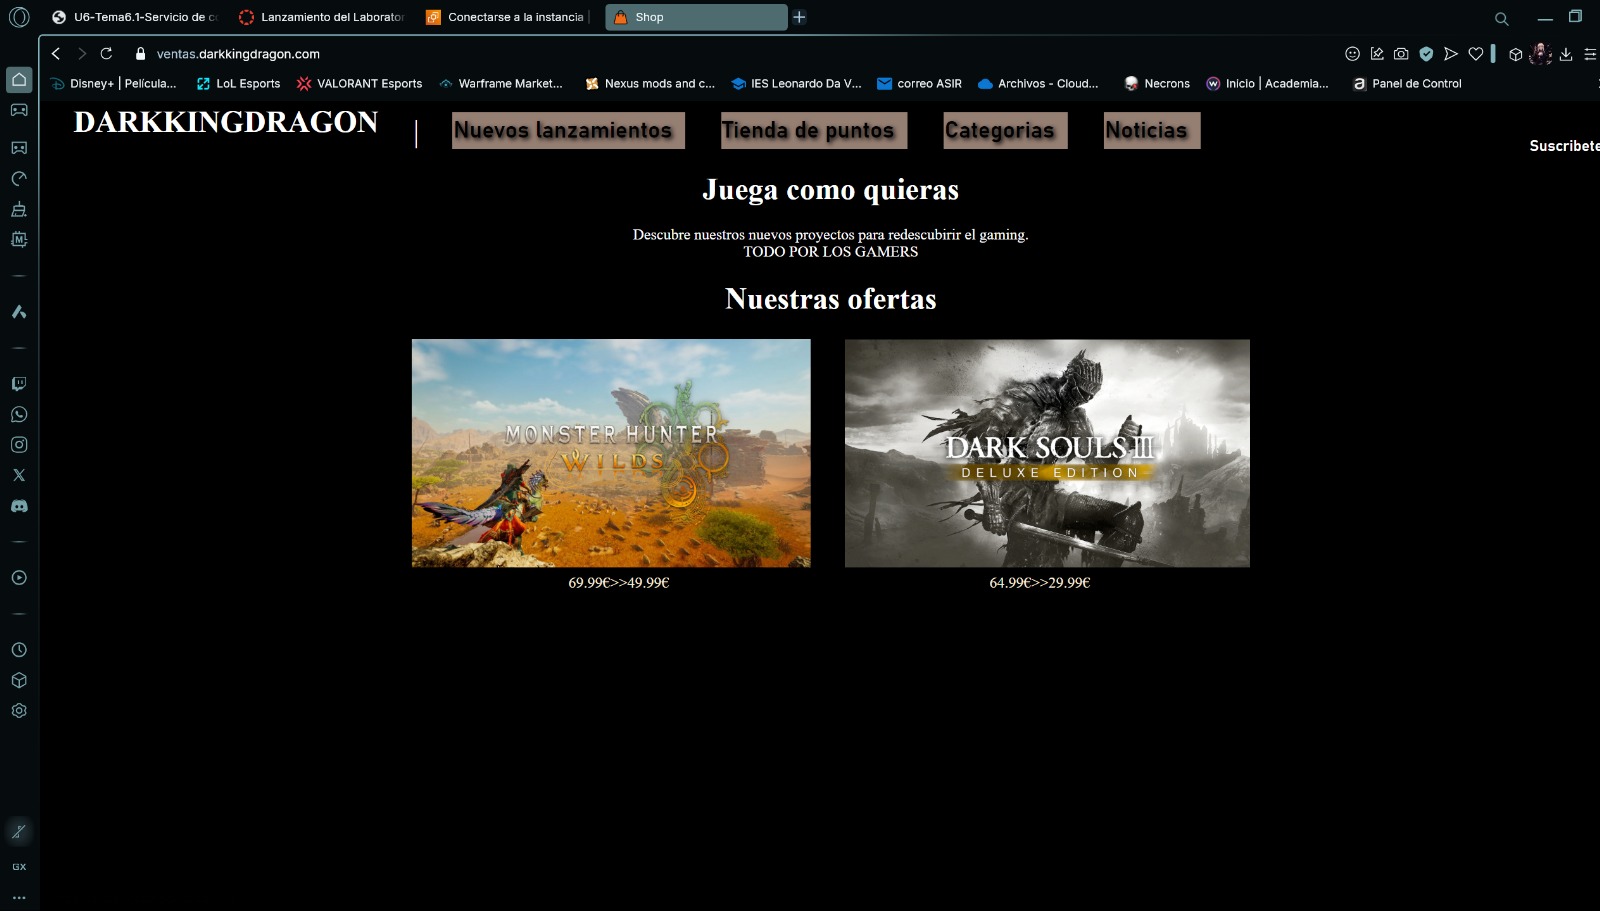 U6-Tema6.1-Servicio de c
Lanzamiento del Laborator
Conectarse a la instancia
Shop
ventas.darkkingdragon.com
Disney+ | Película...
LoL Esports
VALORANT Esports
Warframe Market...
Nexus mods and c...
IES Leonardo Da V...
correo ASIR
Archivos - Cloud...
Necrons
Inicio | Academia...
Panel de Control
DARKKINGDRAGON
Nuevos lanzamientos
Tienda de puntos
Categorias
Noticias
Suscribete
Juega como quieras
Descubre nuestros nuevos proyectos para redescubirir el gaming.
TODO POR LOS GAMERS
Nuestras ofertas
MONSTER HUNTER
WILDS
DARK SOULS III
DELUXE EDITION
69.99€>>49.99€
64.99€>>29.99€
GX